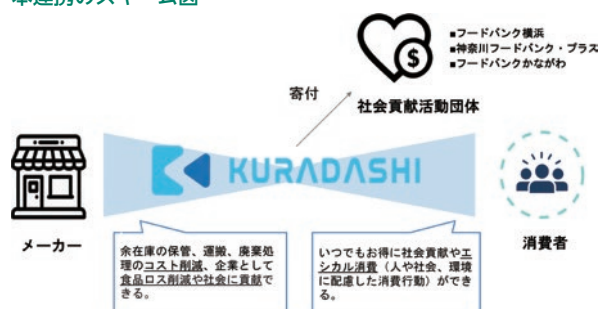 本連携のスキーム図
■フードバンク横浜
■神奈川フードバンク・プラス
■フードバンクかながわ
寄付
社会貢献活動団体
KURADASHI
メーカー
消費者
余在庫の保管、運搬、廃棄処
理のコスト削減、企業として
食品ロス削減や社会に貢献で
きる。
いつでもお得に社会貢献やエ
シカル消費（人や社会、環境
に配慮した消費行動）ができ
る。